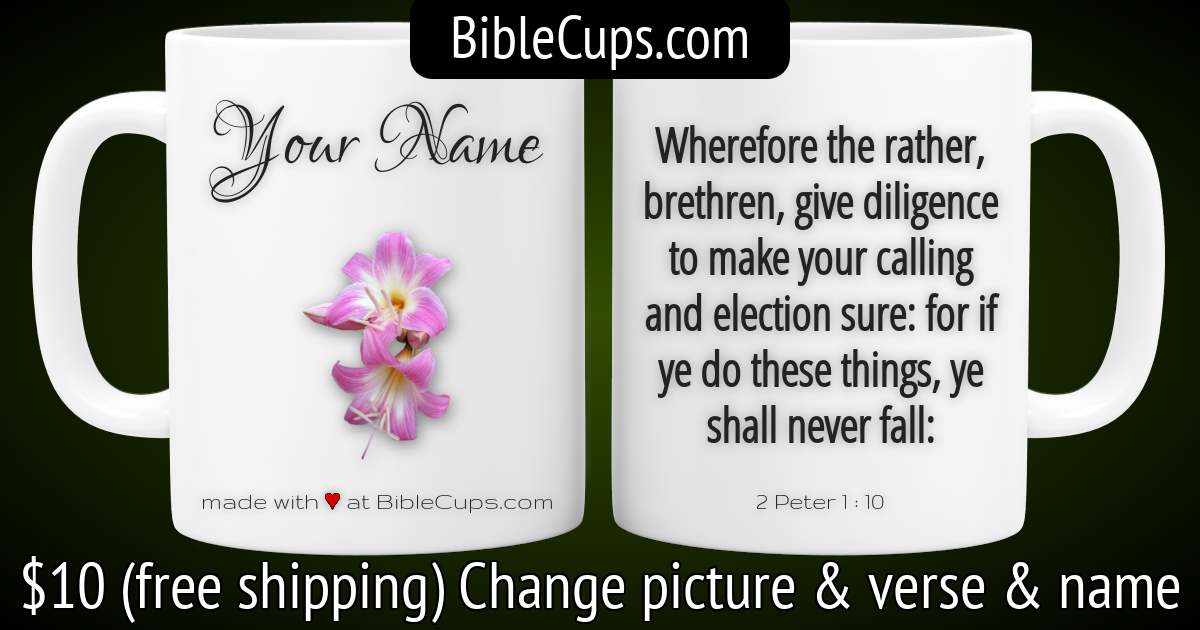 BibleCups.com
Your Name
made with ♥ at BibleCups.com
Wherefore the rather,
brethren, give diligence
to make your calling
and election sure: for if
ye do these things, ye
shall never fall:
2 Peter 1 : 10
$10 (free shipping) Change picture & verse & name